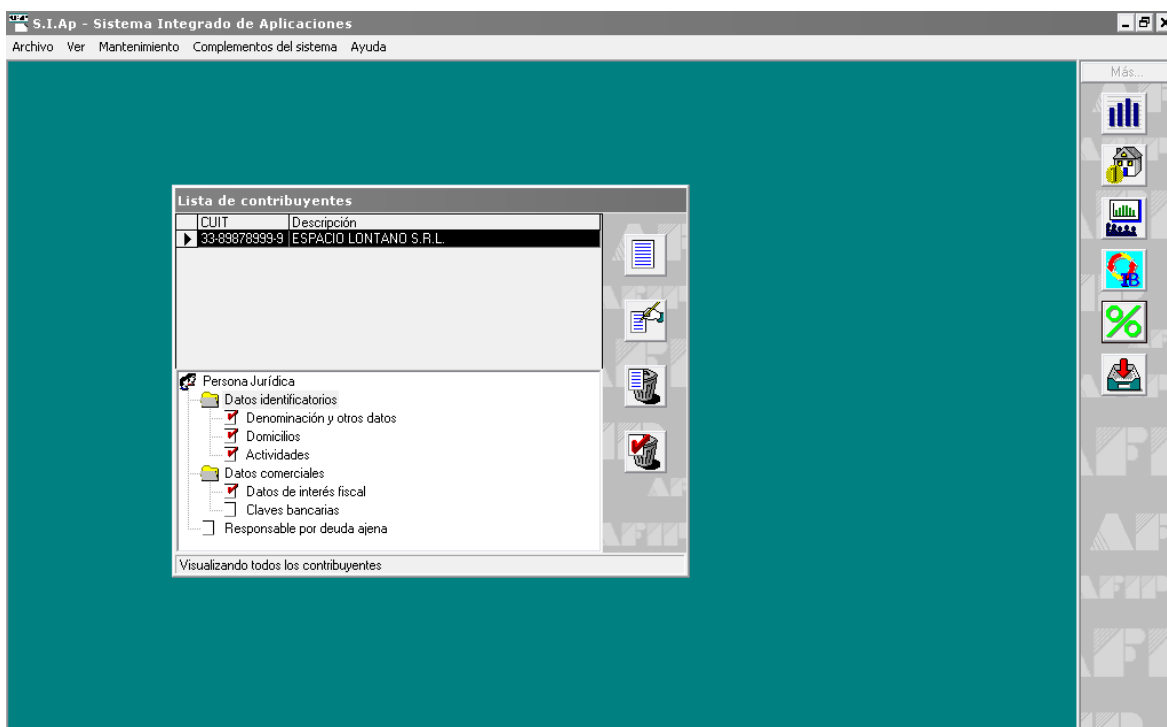 S.I.Ap - Sistema Integrado de Aplicaciones
Archivo Ver Mantenimiento Complementos del sistema Ayuda
Más...
Lista de contribuyentes
CUIT Descripción
33-89878999-9 ESPACIO LONTANO S.R.L.
Persona Jurídica
Datos identificatorios
Denominación y otros datos
Domicilios
Actividades
Datos comerciales
Datos de interés fiscal
Claves bancarias
Responsable por deuda ajena
Visualizando todos los contribuyentes
IB
%
AFIP